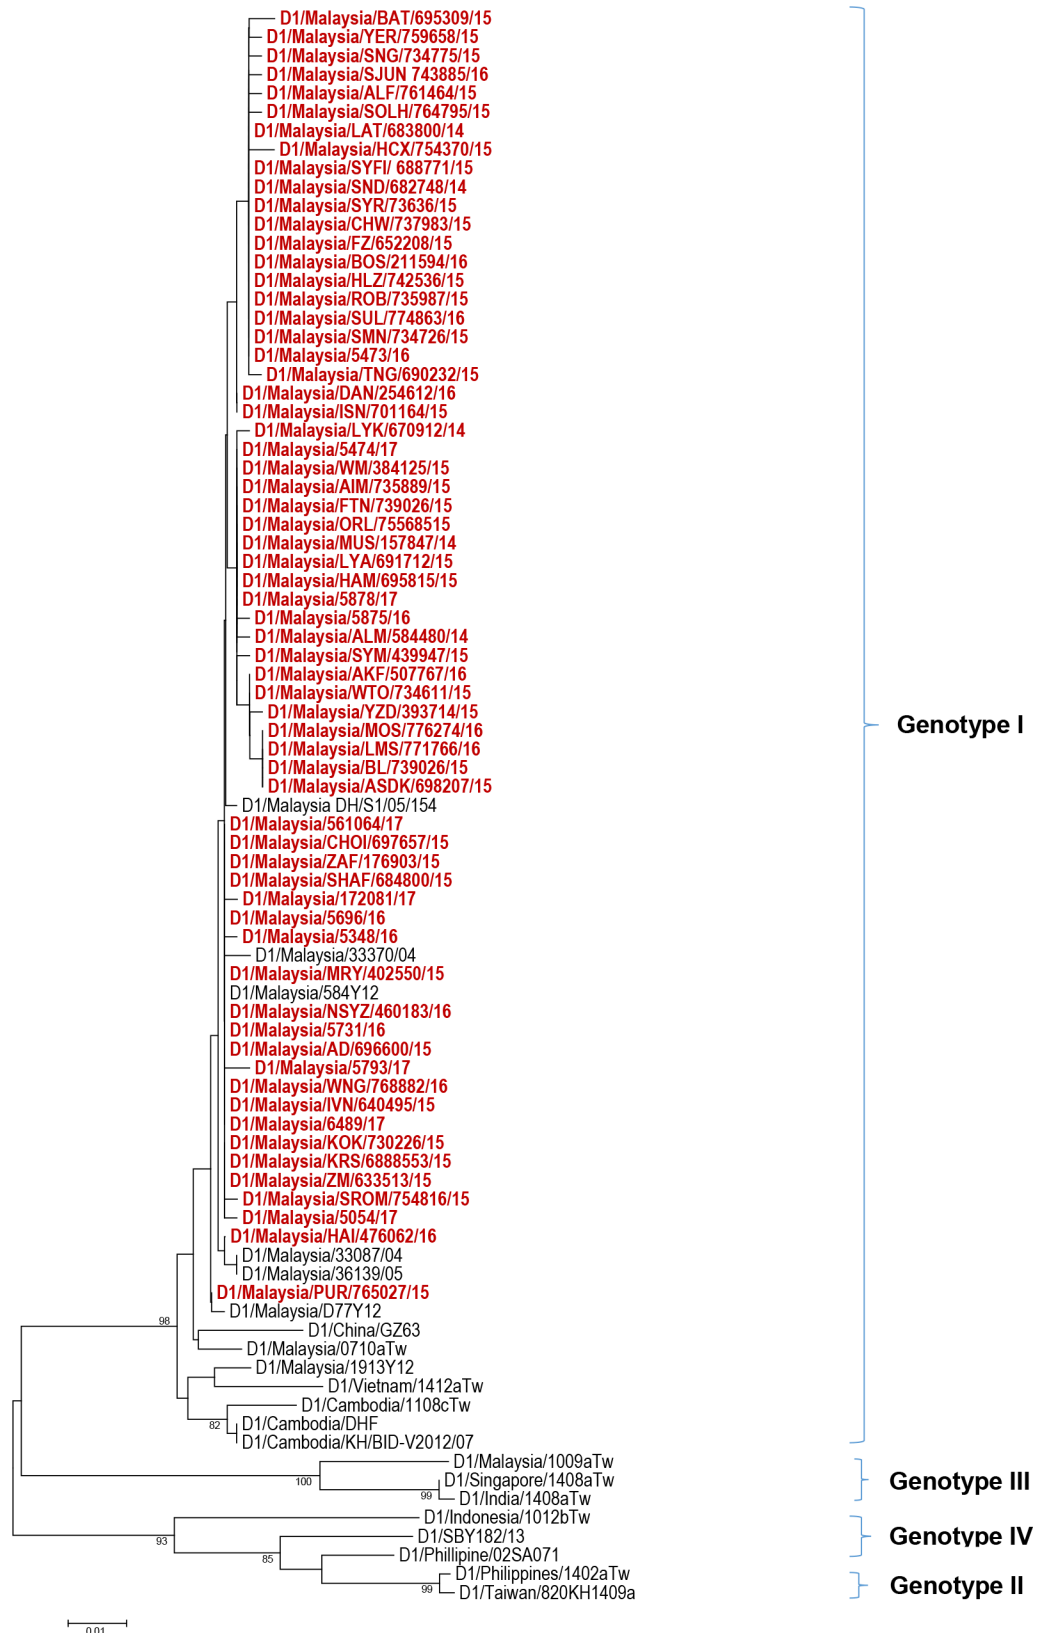 D1/Malaysia/BAT/695309/15
D1/Malaysia/YER/759658/15
D1/Malaysia/SNG/734775/15
D1/Malaysia/SJUN 743885/16
D1/Malaysia/ALF/761464/15
D1/Malaysia/SOLH/764795/15
D1/Malaysia/LAT/683800/14
D1/Malaysia/HCX/754370/15
D1/Malaysia/SYFI/ 688771/15
D1/Malaysia/SND/682748/14
D1/Malaysia/SYR/73636/15
D1/Malaysia/CHW/737983/15
D1/Malaysia/FZ/652208/15
D1/Malaysia/BOS/211594/16
D1/Malaysia/HLZ/742536/15
D1/Malaysia/ROB/735987/15
D1/Malaysia/SUL/774863/16
D1/Malaysia/SMN/734726/15
D1/Malaysia/5473/16
D1/Malaysia/TNG/690232/15
D1/Malaysia/DAN/254612/16
D1/Malaysia/ISN/701164/15
D1/Malaysia/LYK/670912/14
D1/Malaysia/5474/17
D1/Malaysia/WM/384125/15
D1/Malaysia/AIM/735889/15
D1/Malaysia/FTN/739026/15
D1/Malaysia/ORL/75568515
D1/Malaysia/MUS/157847/14
D1/Malaysia/LYA/691712/15
D1/Malaysia/HAM/695815/15
D1/Malaysia/5878/17
D1/Malaysia/5875/16
D1/Malaysia/ALM/584480/14
D1/Malaysia/SYM/439947/15
D1/Malaysia/AKF/507767/16
D1/Malaysia/WTO/734611/15
D1/Malaysia/YZD/393714/15
D1/Malaysia/MOS/776274/16
Genotype I
D1/Malaysia/LMS/771766/16
D1/Malaysia/BL/739026/15
D1/Malaysia/ASDK/698207/15
D1/Malaysia DH/S1/05/154
D1/Malaysia/561064/17
D1/Malaysia/CHOI/697657/15
D1/Malaysia/ZAF/176903/15
D1/Malaysia/SHAF/684800/15
D1/Malaysia/172081/17
D1/Malaysia/5696/16
D1/Malaysia/5348/16
D1/Malaysia/33370/04
D1/Malaysia/MRY/402550/15
D1/Malaysia/584Y12
D1/Malaysia/NSYZ/460183/16
D1/Malaysia/5731/16
D1/Malaysia/AD/696600/15
D1/Malaysia/5793/17
D1/Malaysia/WNG/768882/16
D1/Malaysia/IVN/640495/15
D1/Malaysia/6489/17
D1/Malaysia/KOK/730226/15
D1/Malaysia/KRS/6888553/15
D1/Malaysia/ZM/633513/15
D1/Malaysia/SROM/754816/15
D1/Malaysia/5054/17
D1/Malaysia/HAI/476062/16
D1/Malaysia/33087/04
D1/Malaysia/36139/05
D1/Malaysia/PUR/765027/15
D1/Malaysia/D77Y12
98
D1/China/GZ63
D1/Malaysia/0710aTw
D1/Malaysia/1913Y12
D1/Vietnam/1412aTw
D1/Cambodia/1108cTw
82
D1/Cambodia/DHF
D1/Cambodia/KH/BID-V2012/07
D1/Malaysia/1009aTw
100
D1/Singapore/1408aTw
Genotype III
99
D1/India/1408aTw
D1/Indonesia/1012bTw
93
D1/SBY182/13
Genotype IV
85
D1/Phillipine/02SA071
D1/Philippines/1402aTw
99
Genotype II
D1/Taiwan/820KH1409a
0.01